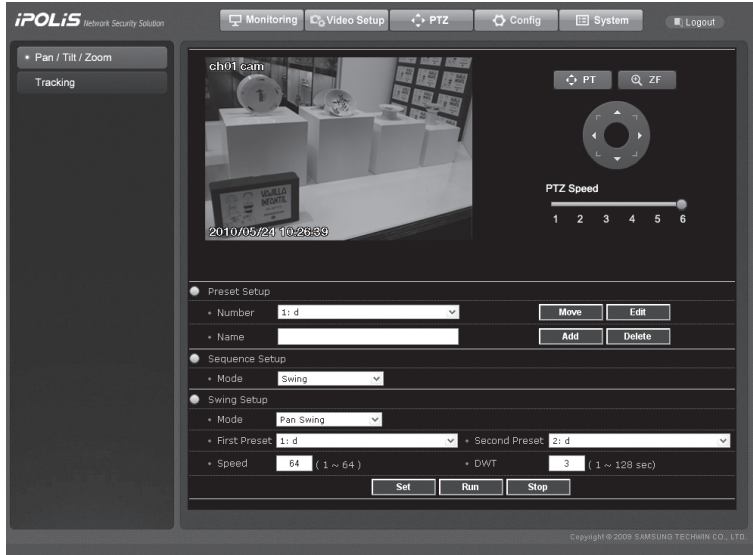 iPOLiS Network Security Solution
Monitoring
Video Setup
PTZ
Config
System
Logout
Pan / Tilt / Zoom
Tracking
ch01 cam
VANILLA
INFANTIL
2010/05/24 10:26:39
PT
ZF
PTZ Speed
1 2 3 4 5 6
Preset Setup
Number 1: d Move Edit
Name Add Delete
Sequence Setup
Mode Swing
Swing Setup
Mode Pan Swing
First Preset 1: d Second Preset 2: d
Speed 64 ( 1 ~ 64 ) DWT 3 ( 1 ~ 128 sec)
Set Run Stop
Copyright © 2009 SAMSUNG TECHWIN CO., LTD.